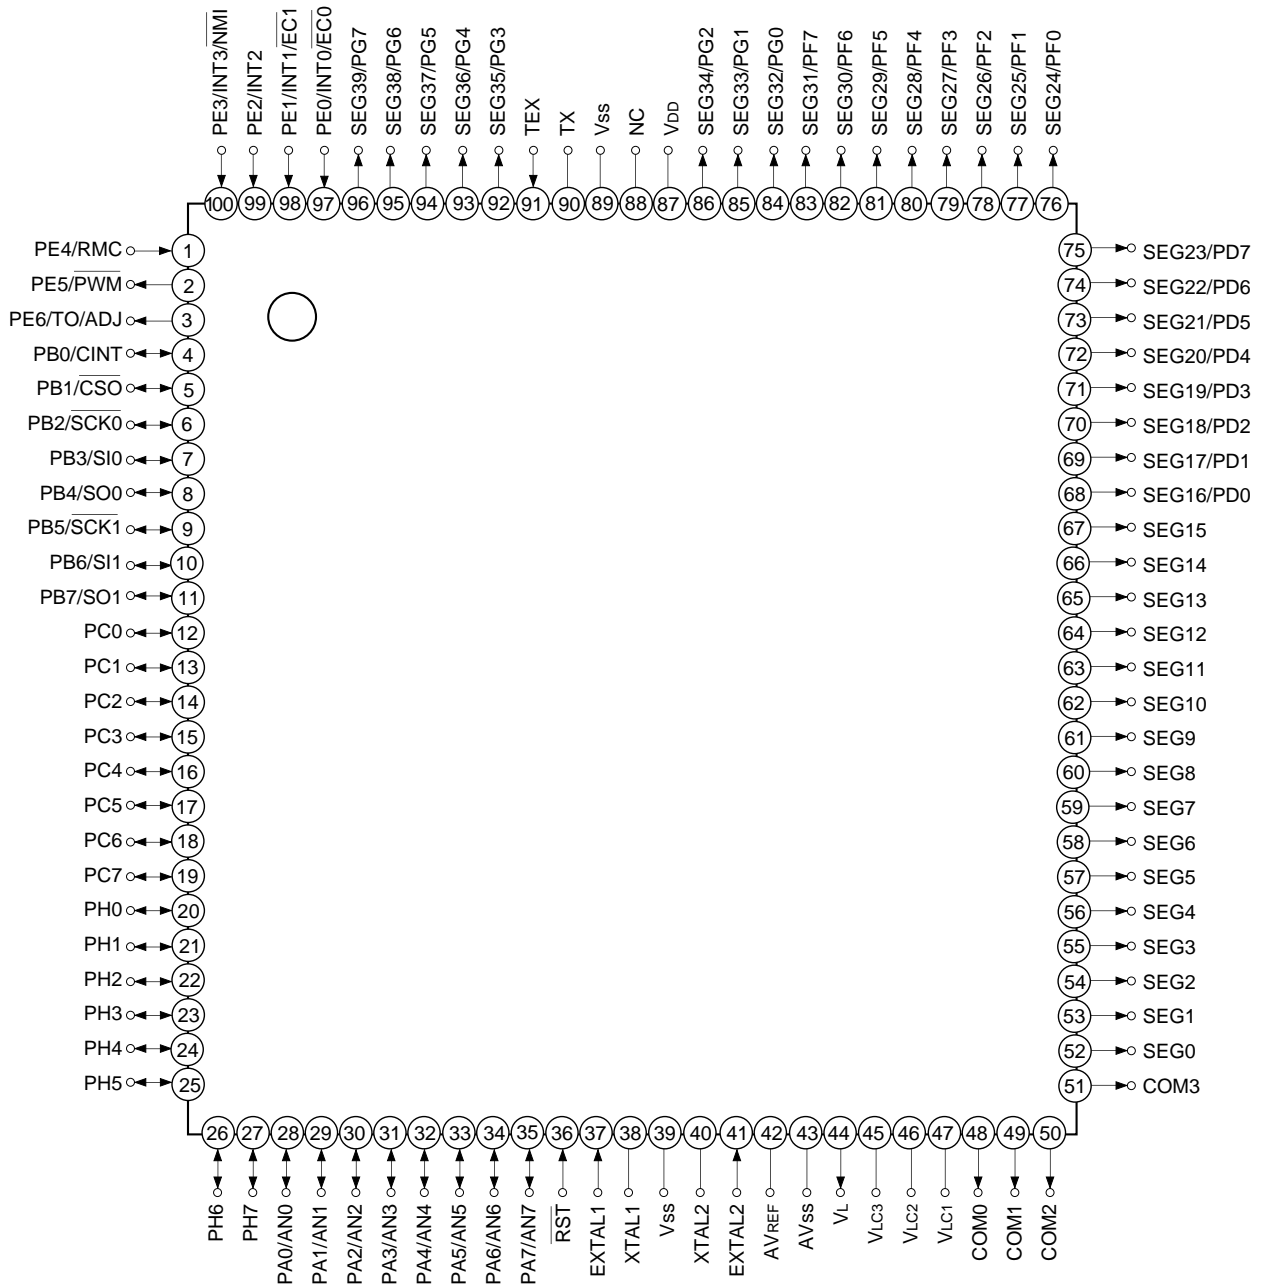 PE3/INT3/NMI
PE2/INT2
PE1/INT1/EC1
PE0/INT0/EC0
SEG39/PG7
SEG38/PG6
SEG37/PG5
SEG36/PG4
SEG35/PG3
TEX
TX
Vss
NC
VDD
SEG34/PG2
SEG33/PG1
SEG32/PG0
SEG31/PF7
SEG30/PF6
SEG29/PF5
SEG28/PF4
SEG27/PF3
SEG26/PF2
SEG25/PF1
SEG24/PF0
100 99 98 97 96 95 94 93 92 91 90 89 88 87 86 85 84 83 82 81 80 79 78 77 76
PE4/RMC 1 75 SEG23/PD7
PE5/PWM 2 74 SEG22/PD6
PE6/TO/ADJ 3 73 SEG21/PD5
PB0/CINT 4 72 SEG20/PD4
PB1/CSO 5 71 SEG19/PD3
PB2/SCK0 6 70 SEG18/PD2
PB3/SI0 7 69 SEG17/PD1
PB4/SO0 8 68 SEG16/PD0
PB5/SCK1 9 67 SEG15
PB6/SI1 10 66 SEG14
PB7/SO1 11 65 SEG13
PC0 12 64 SEG12
PC1 13 63 SEG11
PC2 14 62 SEG10
PC3 15 61 SEG9
PC4 16 60 SEG8
PC5 17 59 SEG7
PC6 18 58 SEG6
PC7 19 57 SEG5
PH0 20 56 SEG4
PH1 21 55 SEG3
PH2 22 54 SEG2
PH3 23 53 SEG1
PH4 24 52 SEG0
PH5 25 51 COM3
26 27 28 29 30 31 32 33 34 35 36 37 38 39 40 41 42 43 44 45 46 47 48 49 50
PH6
PH7
PA0/AN0
PA1/AN1
PA2/AN2
PA3/AN3
PA4/AN4
PA5/AN5
PA6/AN6
PA7/AN7
RST
EXTAL1
XTAL1
Vss
XTAL2
EXTAL2
AVREF
AVss
VL
VLC3
VLC2
VLC1
COM0
COM1
COM2